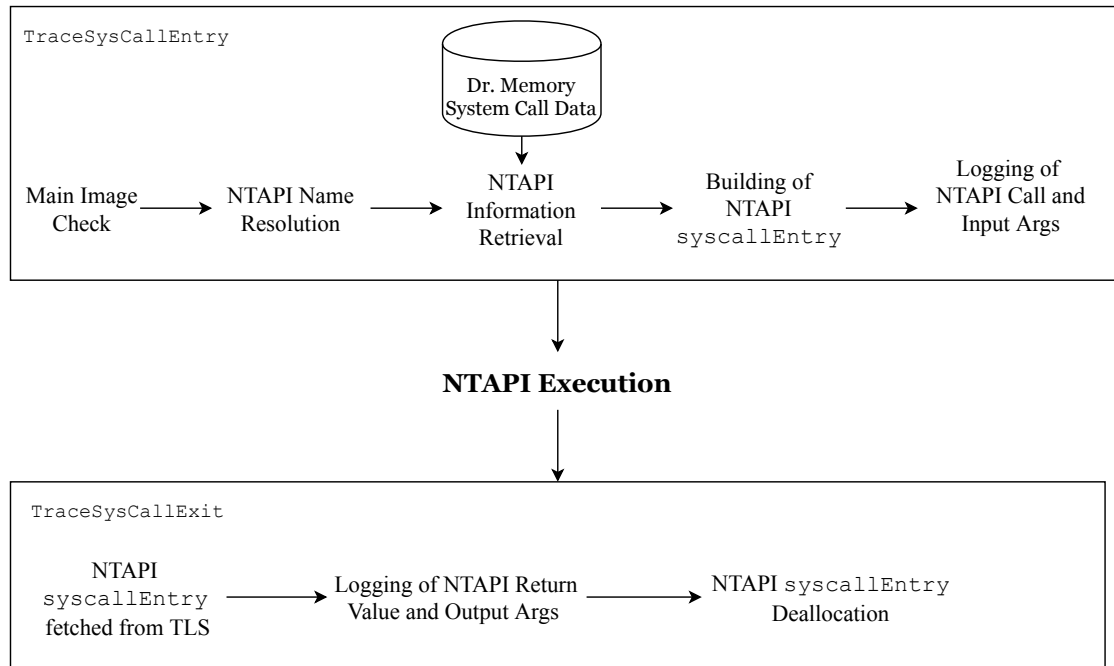 TraceSysCallEntry
Dr. Memory
System Call Data
Main Image
Check
NTAPI Name
Resolution
NTAPI
Information
Retrieval
Building of
NTAPI
syscallEntry
Logging of
NTAPI Call and
Input Args
NTAPI Execution
TraceSysCallExit
NTAPI
syscallEntry
fetched from TLS
Logging of NTAPI Return
Value and Output Args
NTAPI syscallEntry
Deallocation